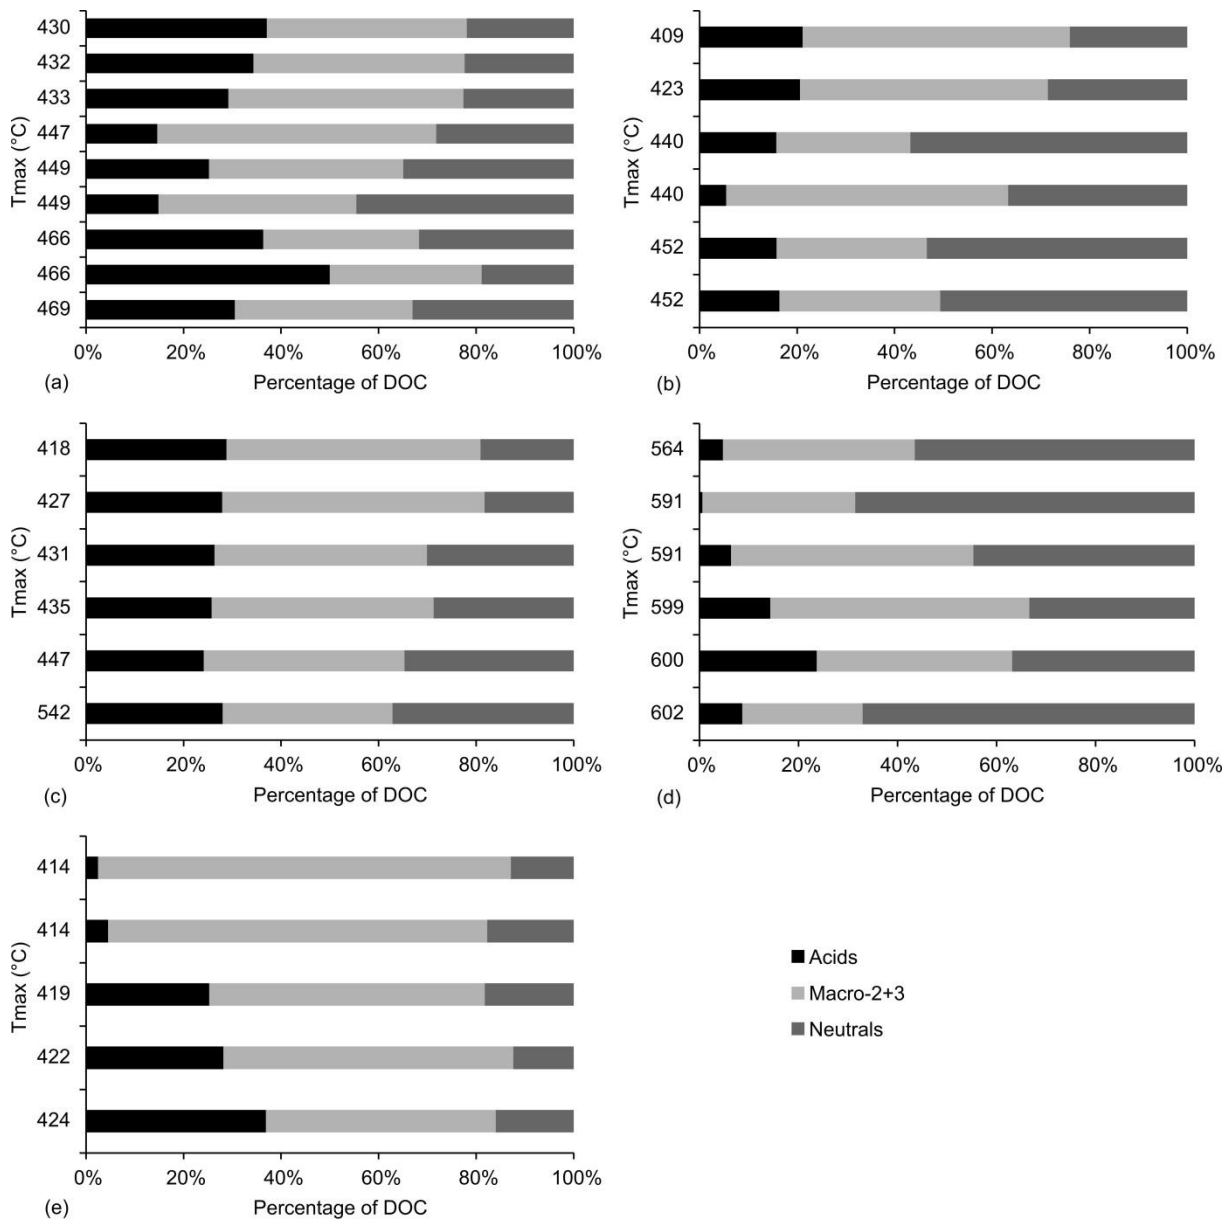 Tmax (°C)
430
432
433
447
449
449
466
466
469
0% 20% 40% 60% 80% 100%
(a) Percentage of DOC
Tmax (°C)
409
423
440
440
452
452
0% 20% 40% 60% 80% 100%
(b) Percentage of DOC
Tmax (°C)
418
427
431
435
447
542
0% 20% 40% 60% 80% 100%
(c) Percentage of DOC
Tmax (°C)
564
591
591
599
600
602
0% 20% 40% 60% 80% 100%
(d) Percentage of DOC
Tmax (°C)
414
414
419
422
424
0% 20% 40% 60% 80% 100%
(e) Percentage of DOC
Acids
Macro-2+3
Neutrals